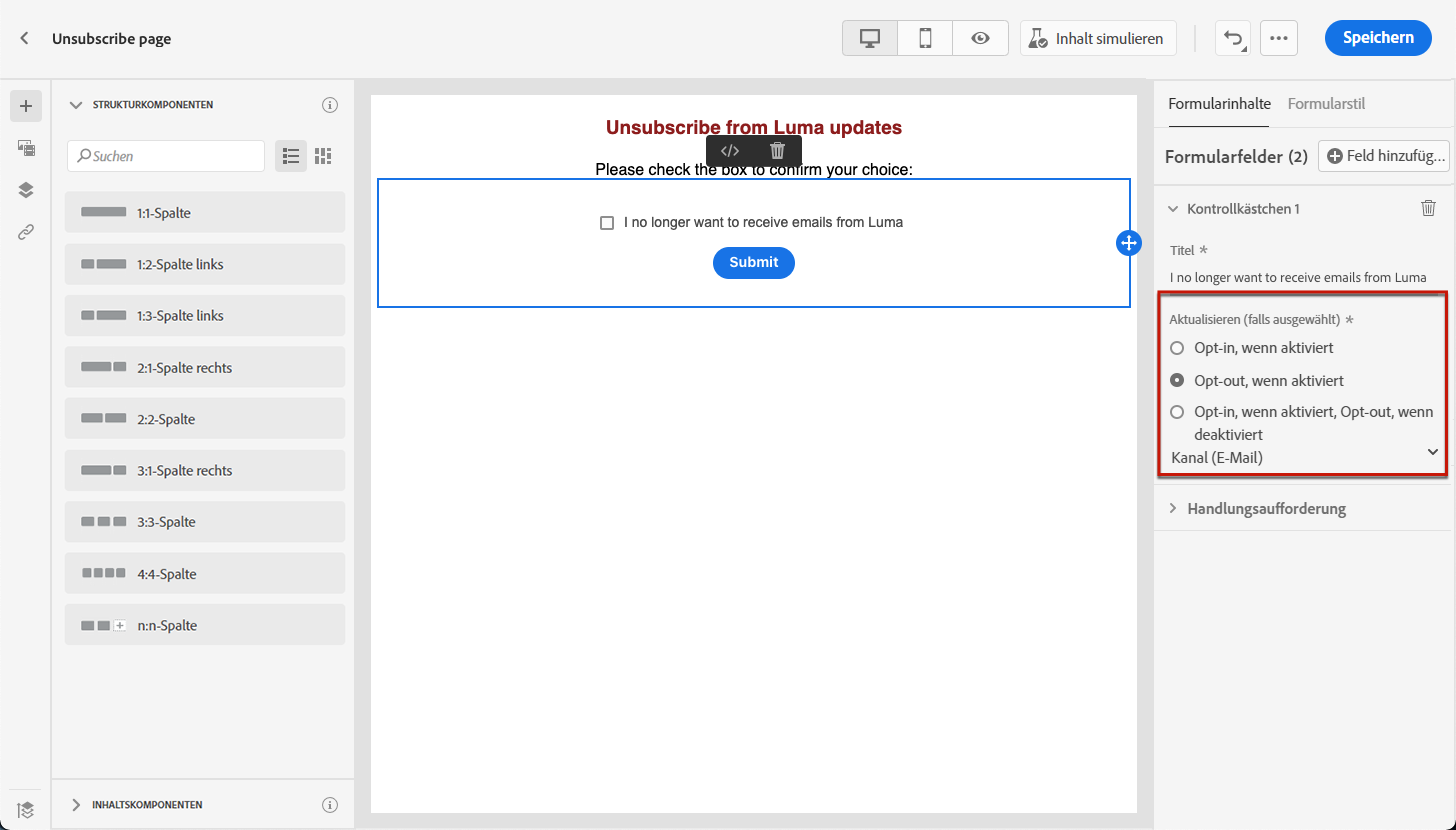 Unsubscribe page
Inhalt simulieren
Speichern
STRUKTURKOMPONENTEN
Suchen
1:1-Spalte
1:2-Spalte links
1:3-Spalte links
2:1-Spalte rechts
2:2-Spalte
3:1-Spalte rechts
3:3-Spalte
4:4-Spalte
n:n-Spalte
INHALTSKOMPONENTEN
Unsubscribe from Luma updates
Please check the box to confirm your choice:
I no longer want to receive emails from Luma
Submit
Formularinhalte Formularstil
Formularfelder (2) Feld hinzufüg...
Kontrollkästchen 1
Titel *
I no longer want to receive emails from Luma
Aktualisieren (falls ausgewählt) *
Opt-in, wenn aktiviert
Opt-out, wenn aktiviert
Opt-in, wenn aktiviert, Opt-out, wenn
deaktiviert
Kanal (E-Mail)
Handlungsaufforderung